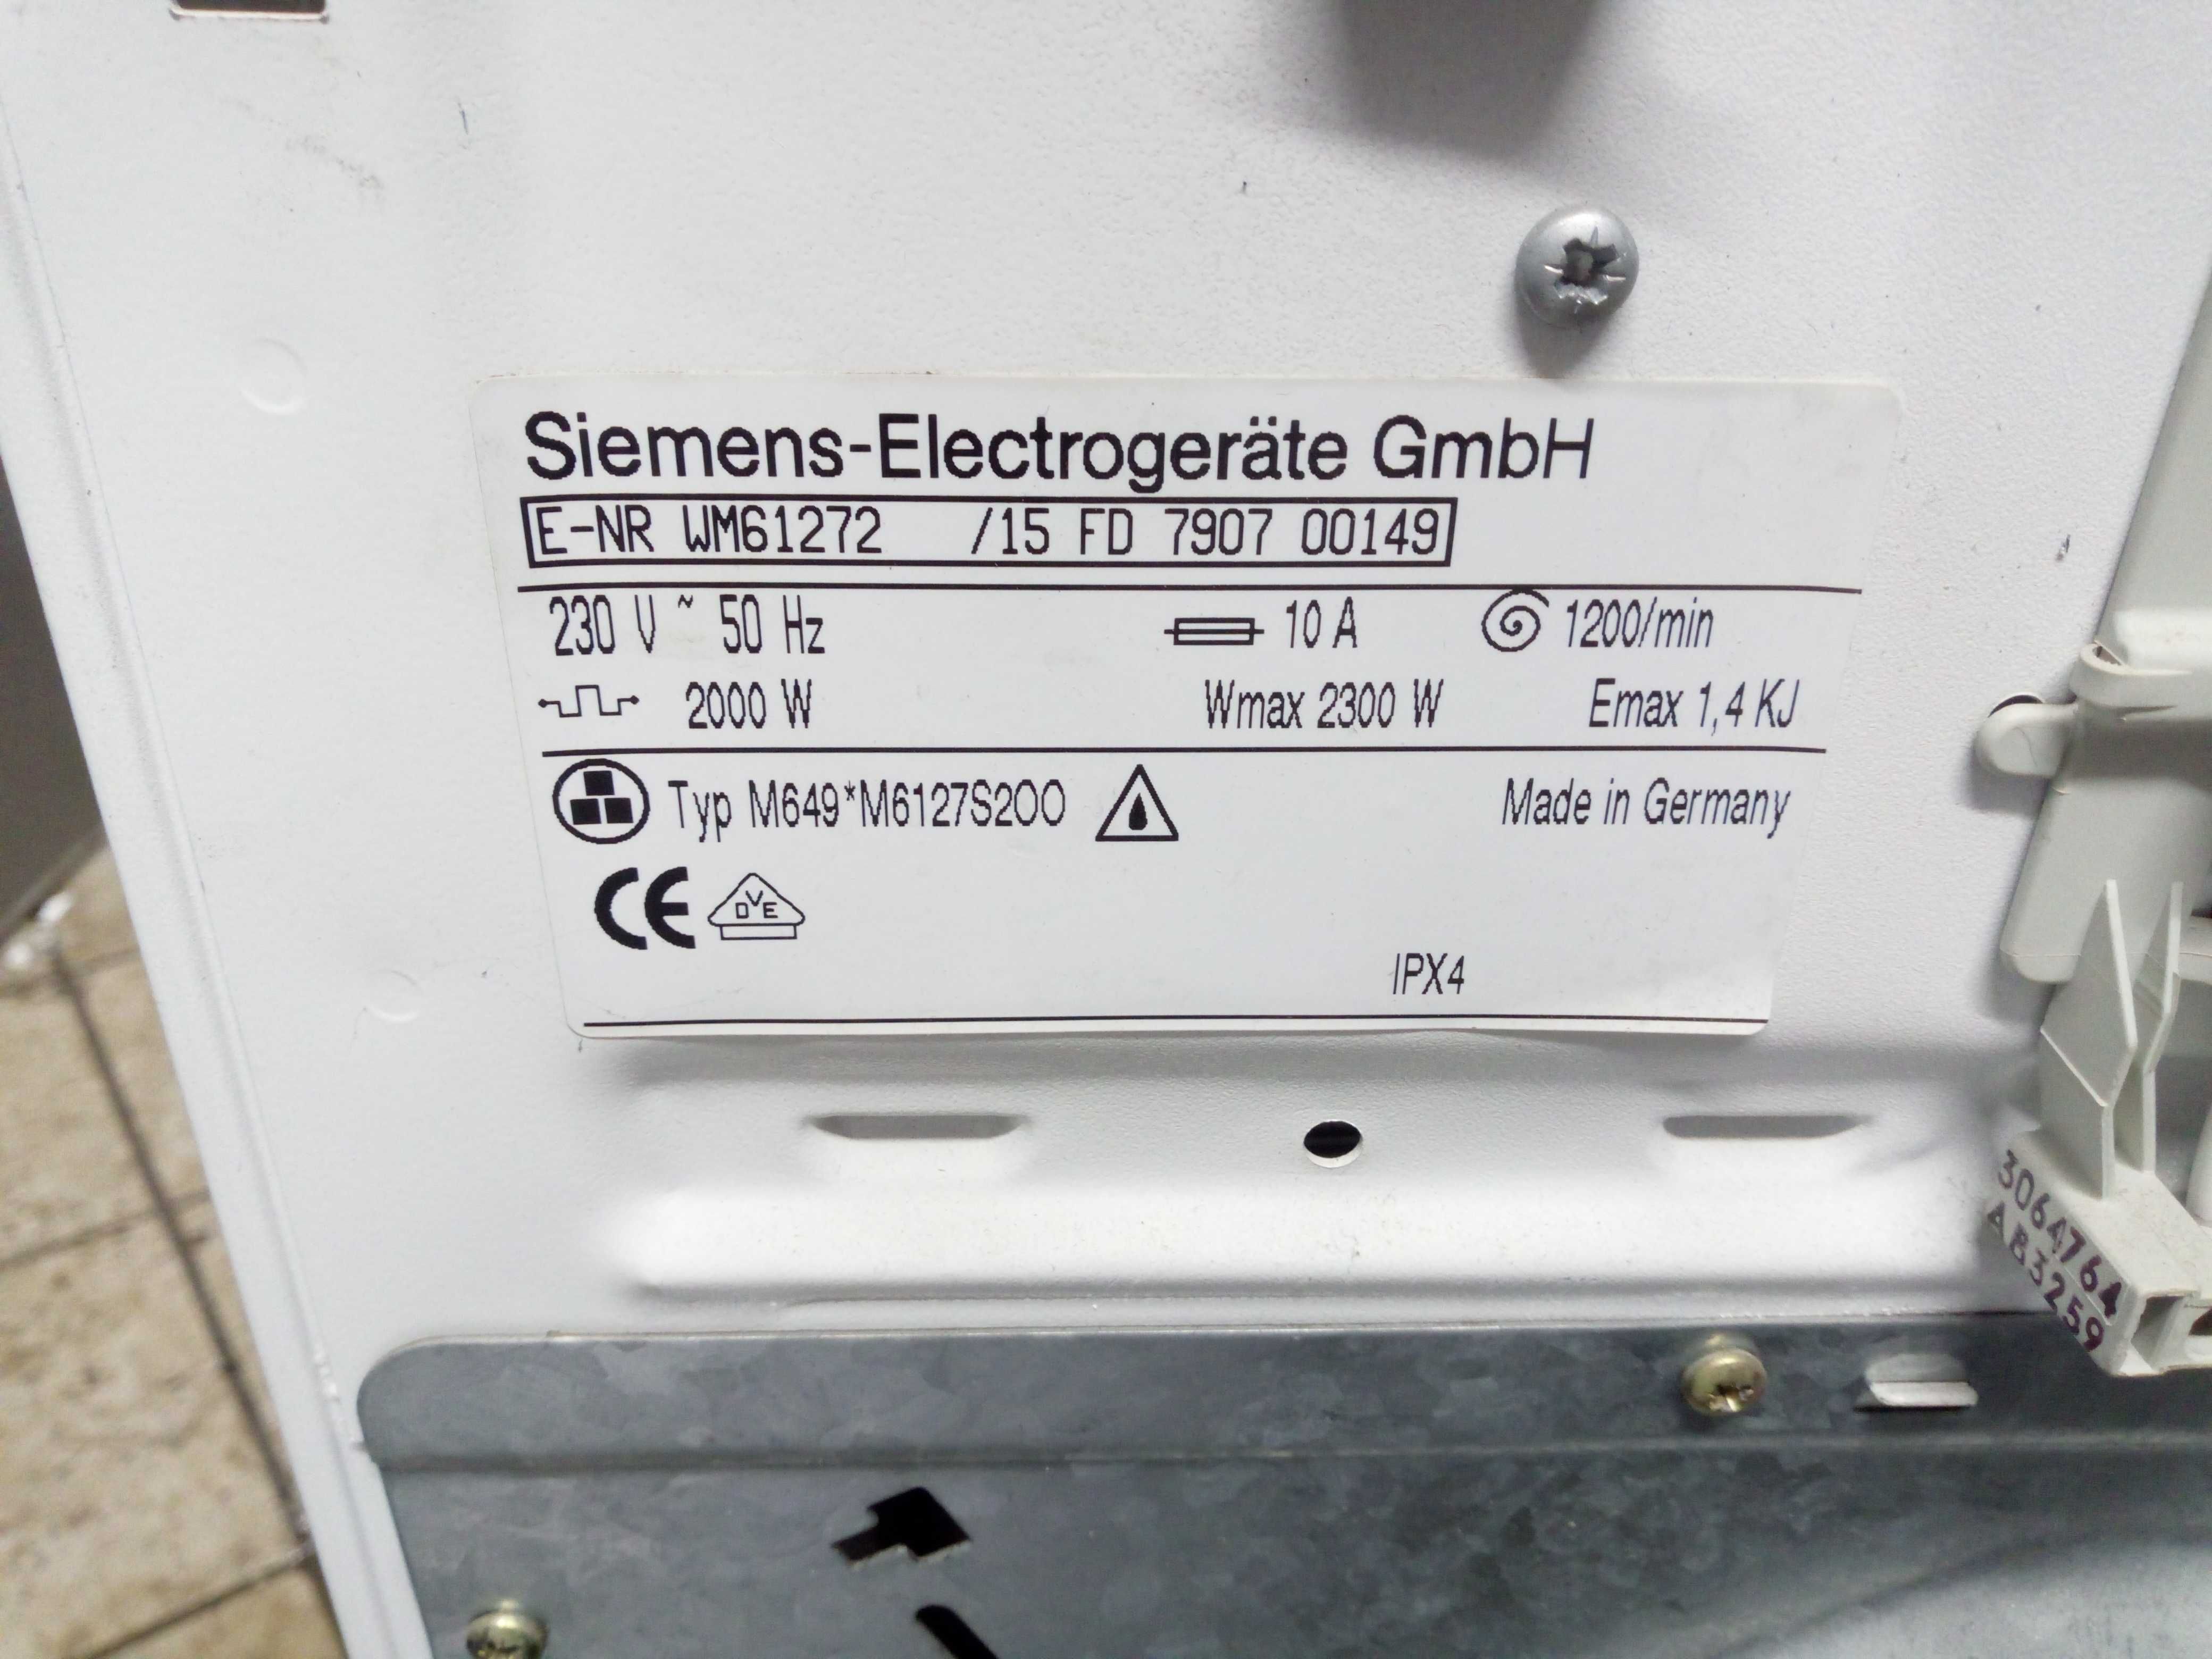 Siemens-Electrogeräte GmbH
E-NR WM61272 /15 FD 7907 00149
230 V ~ 50 Hz 10 A 1200/min
2000 W Wmax 2300 W Emax 1,4 KJ
Typ M649*M6127S200 Made in Germany
CE DVE
IPX4
3064764
AB3259